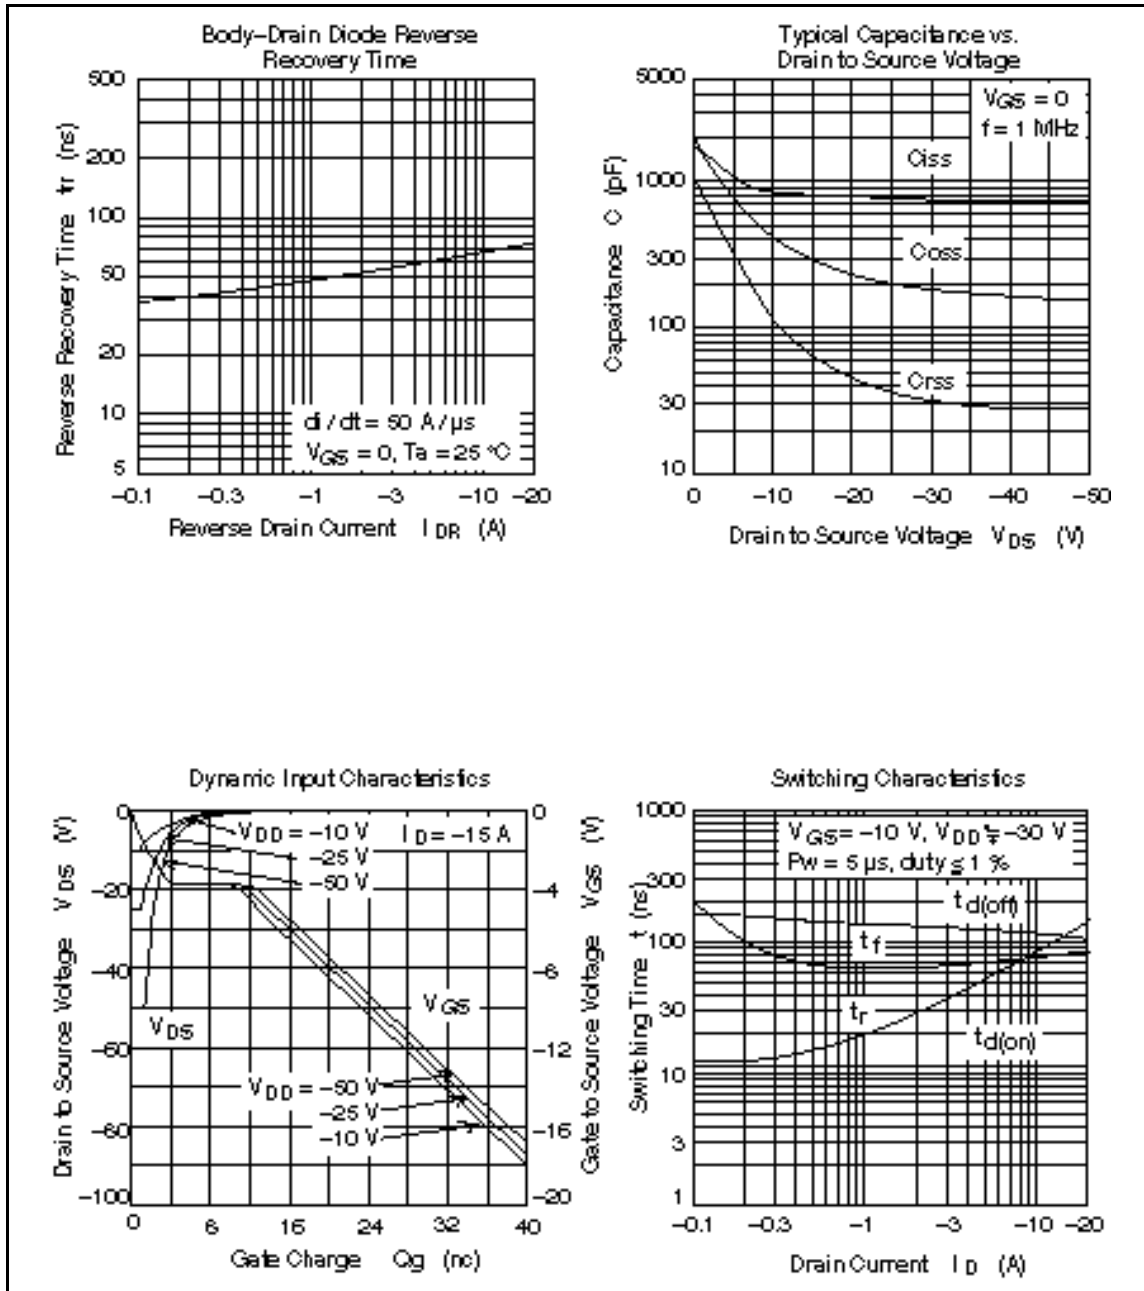 Body–Drain Diode Reverse
Recovery Time
500
200
100
50
20
10
5
Reverse Recovery Time trr (ns)
di / dt = 50 A / µs
VGS = 0, Ta = 25 °C
–0.1
–1
–3
–10
–20
Reverse Drain Current IDR (A)
Typical Capacitance vs.
Drain to Source Voltage
5000
1000
300
100
30
10
Capacitance C (pF)
VGS = 0
f = 1 MHz
Ciss
Coss
Crss
0
–10
–20
–30
–40
–50
Drain to Source Voltage VDS (V)
Dynamic Input Characteristics
0
–20
–40
–60
–80
–100
Drain to Source Voltage VDS (V)
VDD = –10 V
–25 V
–50 V
ID = –15 A
VDS
VGS
VDD = –50 V
–25 V
–10 V
0
–4
–8
–12
–16
–20
Gate to Source Voltage VGS (V)
0
8
16
24
32
40
Gate Charge Qg (nc)
Switching Characteristics
1000
300
100
30
10
3
1
Switching Time t (ns)
VGS = –10 V, VDD ≒ –30 V
Pw = 5 µs, duty ≦ 1 %
td(off)
tf
tr
td(on)
–0.1
–0.3
–1
–3
–10
–20
Drain Current ID (A)